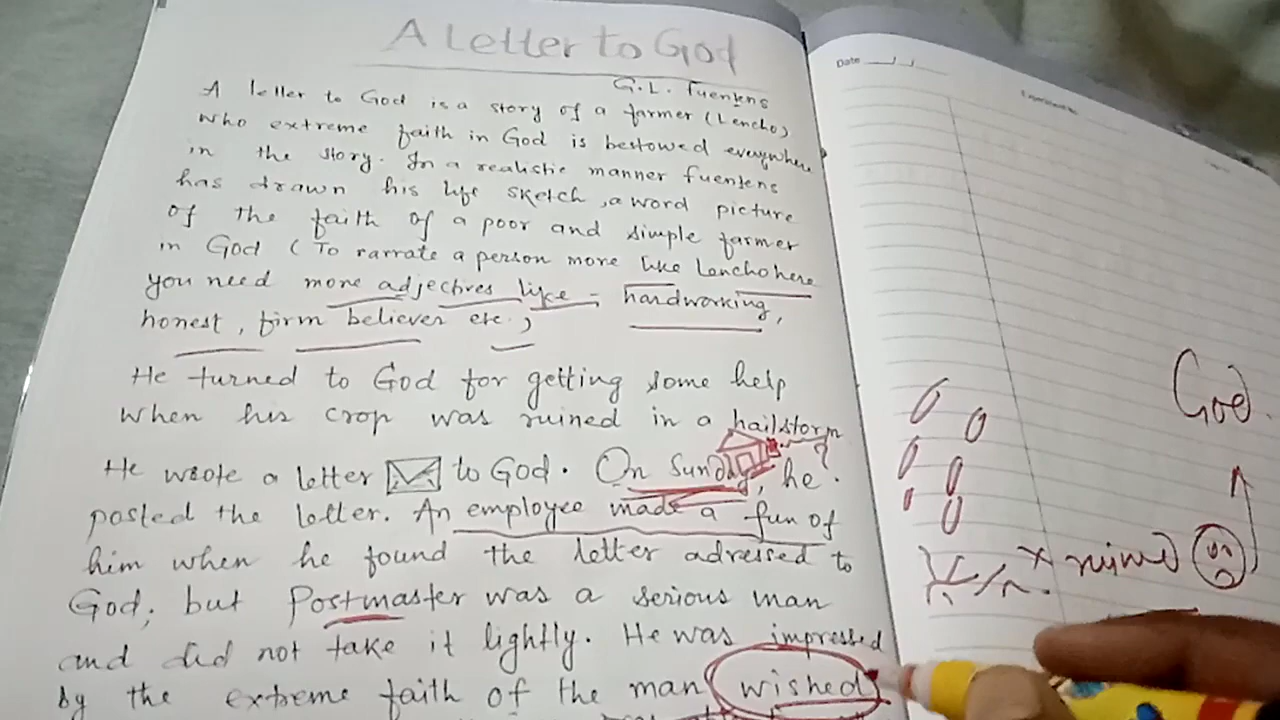 A Letter to God
G.L. Fuentens
A letter to God is a story of a farmer (Lencho)
who extreme faith in God is bestowed everywhere
in the story. In a realistic manner fuentens
has drawn his life sketch, a word picture
of the faith of a poor and simple farmer
in God (To rarrate a person more like Lencho here
you need more adjectives like - hardworking,
honest, firm believer etc.)
He turned to God for getting some help
when his crop was ruined in a hailstorm
He wrote a letter to God. On Sunday, he
posted the letter. An employee made a fun of
him when he found the letter adressed to
God; but Postmaster was a serious man
and did not take it lightly. He was impressed
by the extreme faith of the man wished
Date
Experiment No.
God.
x ruined